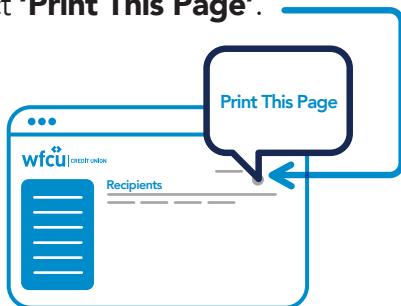 'Print This Page'.
Print This Page
wfcu CREDIT UNION
Recipients